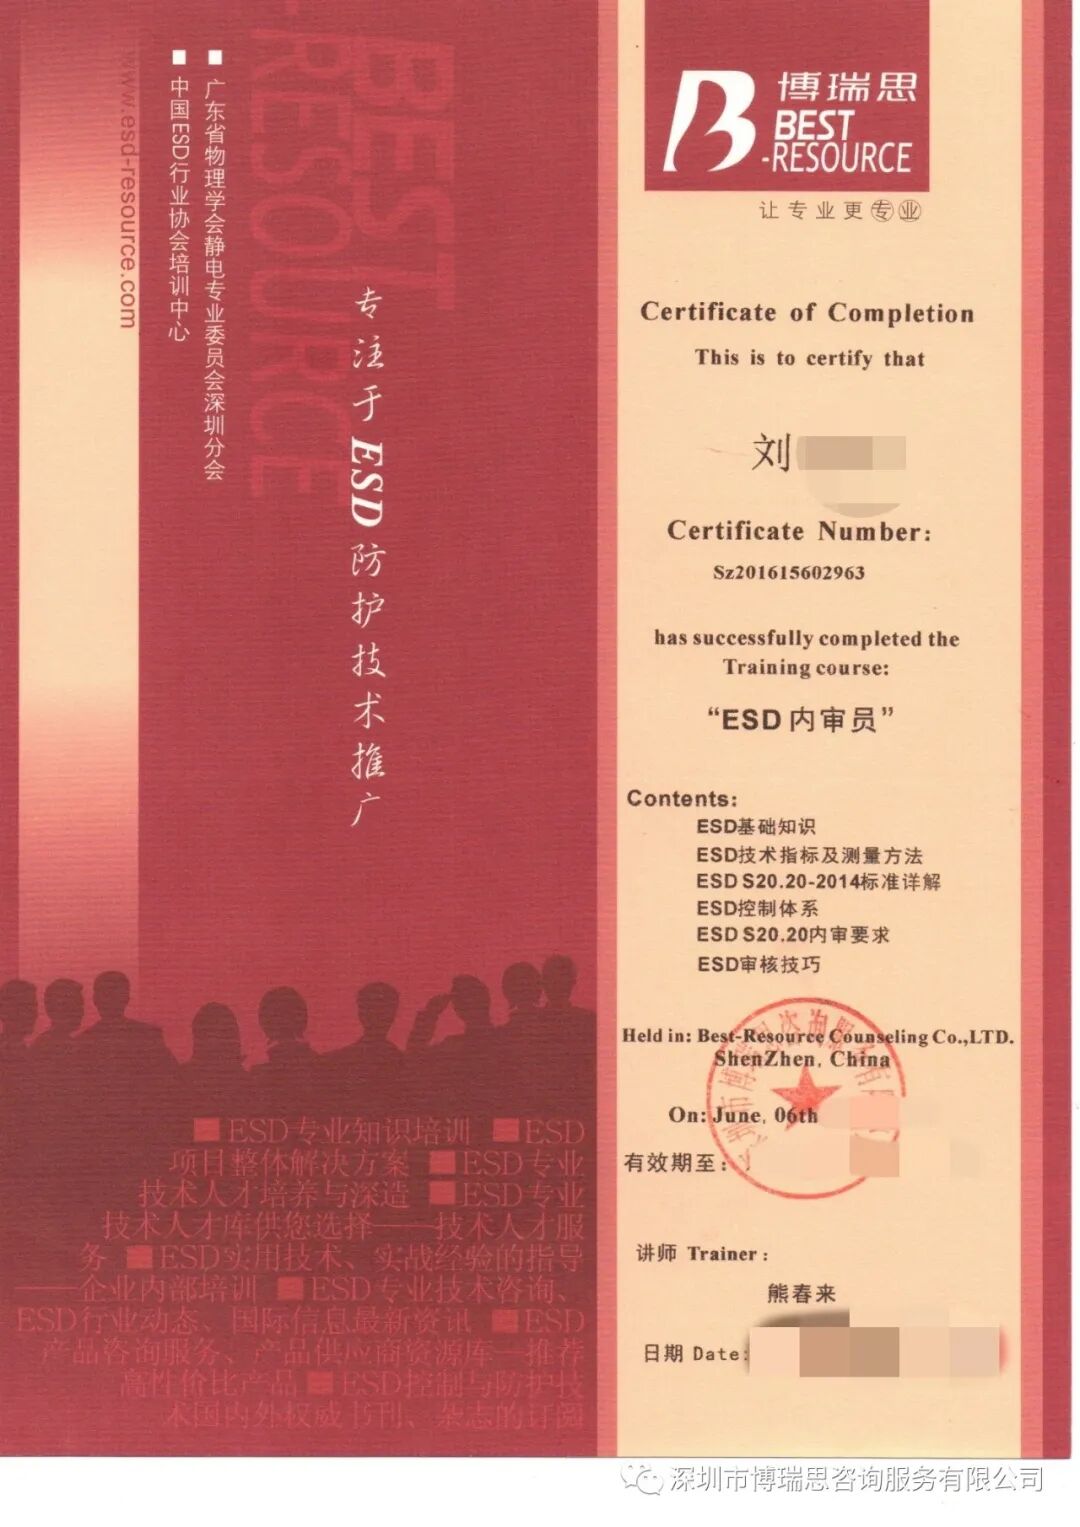 ■ 广东省物理学会静电专业委员会深圳分会
■ 中国ESD行业协会培训中心
www.esd-resource.com
BEST
-RESOURCE
专注于ESD防护技术推广
■ESD专业知识培训 ■ESD
项目整体解决方案 ■ESD专业
技术人才培养与深造 ■ESD专业
技术人才库供您选择——技术人才服
务 ■ESD实用技术、实战经验的指导
——企业内部培训 ■ESD专业技术咨询、
ESD行业动态、国际信息最新资讯 ■ESD
产品咨询服务、产品供应商资源库—推荐
高性价比产品 ■ESD控制与防护技
术国内外权威书刊、杂志的订阅
博瑞思
BEST
-RESOURCE
让专业更专业
Certificate of Completion
This is to certify that
刘
Certificate Number:
Sz201615602963
has successfully completed the
Training course:
“ESD内审员”
Contents:
ESD基础知识
ESD技术指标及测量方法
ESD S20.20-2014标准详解
ESD控制体系
ESD S20.20内审要求
ESD审核技巧
Held in: Best-Resource Counseling Co.,LTD.
ShenZhen, China
On: June, 06th
有效期至:
讲师 Trainer:
熊春来
日期 Date:
深圳市博瑞思咨询服务有限公司